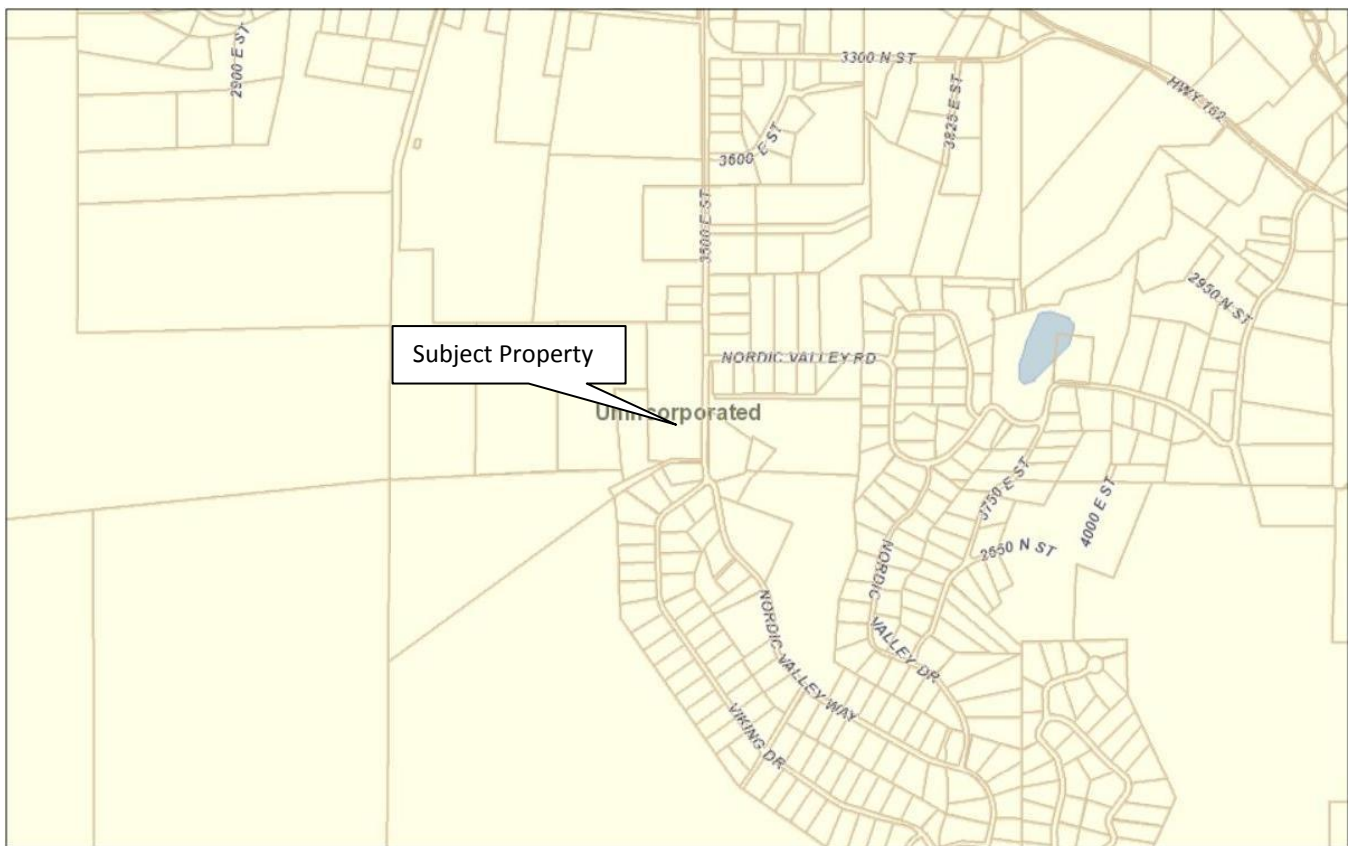 2900 E ST
3300 N ST
3825 E ST
HWY 162
3600 E ST
3500 E ST
2950 N ST
Subject Property
NORDIC VALLEY RD
Unincorporated
3750 E ST
4000 E ST
2650 N ST
NORDIC
VALLEY DR
NORDIC VALLEY WAY
VIKING DR